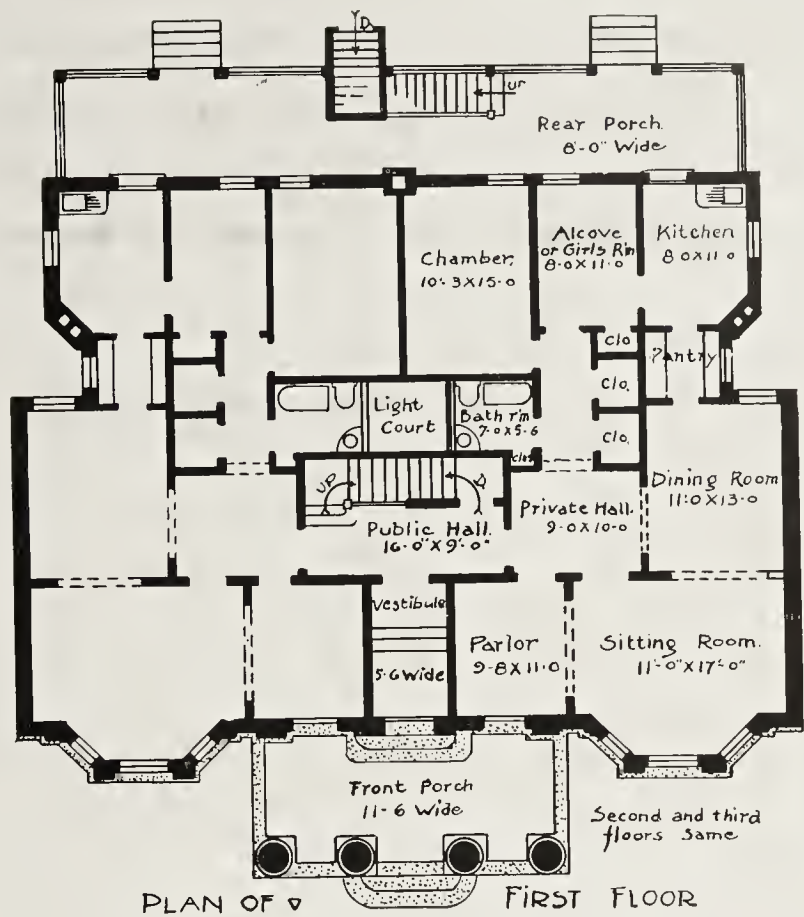 D.
UP
Rear Porch.
8'-0" Wide
Chamber.
10'-3X15-0
Alcove
or Girls Rm
8-0X11-0
Kitchen
8-0X11-0
Clo
Pantry
Clo.
Clo.
Light
Court
Bath r'm
7-0X5-6
Clos
UP
D.
Public Hall.
16-0"X9'-0"
Private Hall.
9-0X10-0
Dining Room
11-0X13-0
Vestibule
5-6 Wide
Parlor
9-8X11-0
Sitting Room.
11'-0"X17'-0"
Front Porch
11-6 Wide
Second and third
floors same
PLAN OF FIRST FLOOR